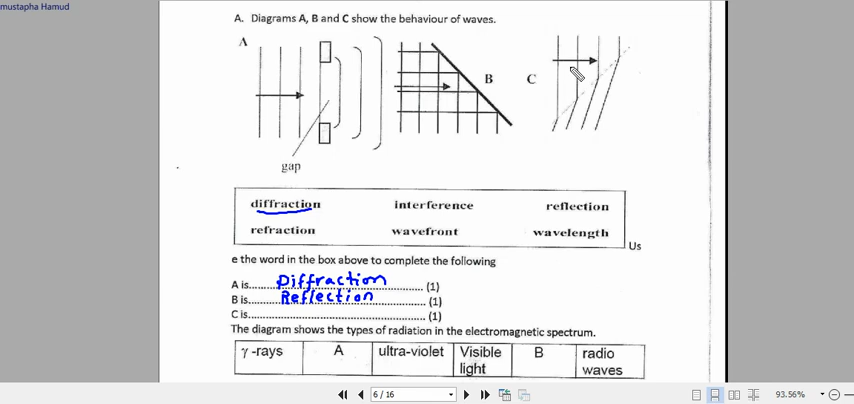 mustapha Hamud
A. Diagrams A, B and C show the behaviour of waves.
A
B
C
gap
diffraction interference reflection
refraction wavefront wavelength
Us
e the word in the box above to complete the following
A is....... Diffraction ....... (1)
B is....... Reflection ....... (1)
C is....................................................... (1)
The diagram shows the types of radiation in the electromagnetic spectrum.
γ -rays A ultra-violet Visible light B radio waves
6 / 16
93.56%